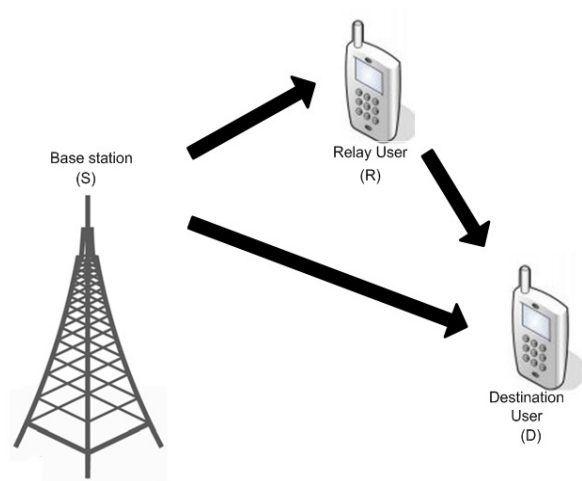 Base station
(S)
Relay User
(R)
Destination
User
(D)